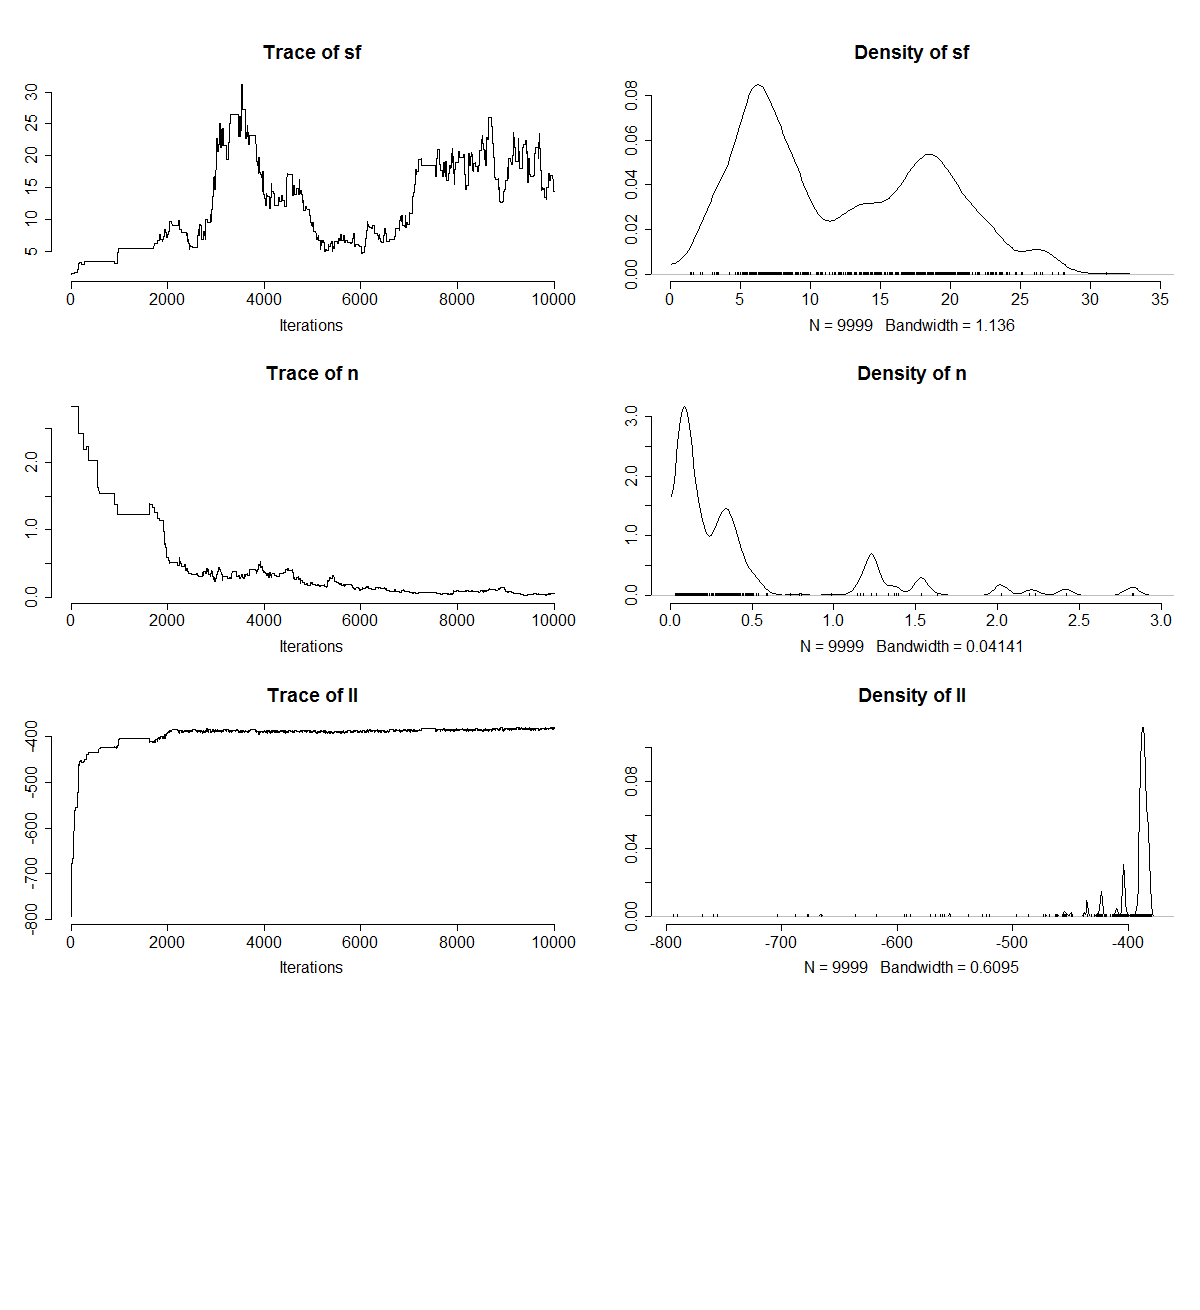 Trace of sf
30
25
20
15
10
5
0 2000 4000 6000 8000 10000
Iterations
Density of sf
0.08
0.06
0.04
0.02
0.00
0 5 10 15 20 25 30 35
N = 9999 Bandwidth = 1.136
Trace of n
2.0
1.0
0.0
0 2000 4000 6000 8000 10000
Iterations
Density of n
3.0
2.0
1.0
0.0
0.0 0.5 1.0 1.5 2.0 2.5 3.0
N = 9999 Bandwidth = 0.04141
Trace of ll
-400
-500
-600
-700
-800
0 2000 4000 6000 8000 10000
Iterations
Density of ll
0.08
0.04
0.00
-800 -700 -600 -500 -400
N = 9999 Bandwidth = 0.6095